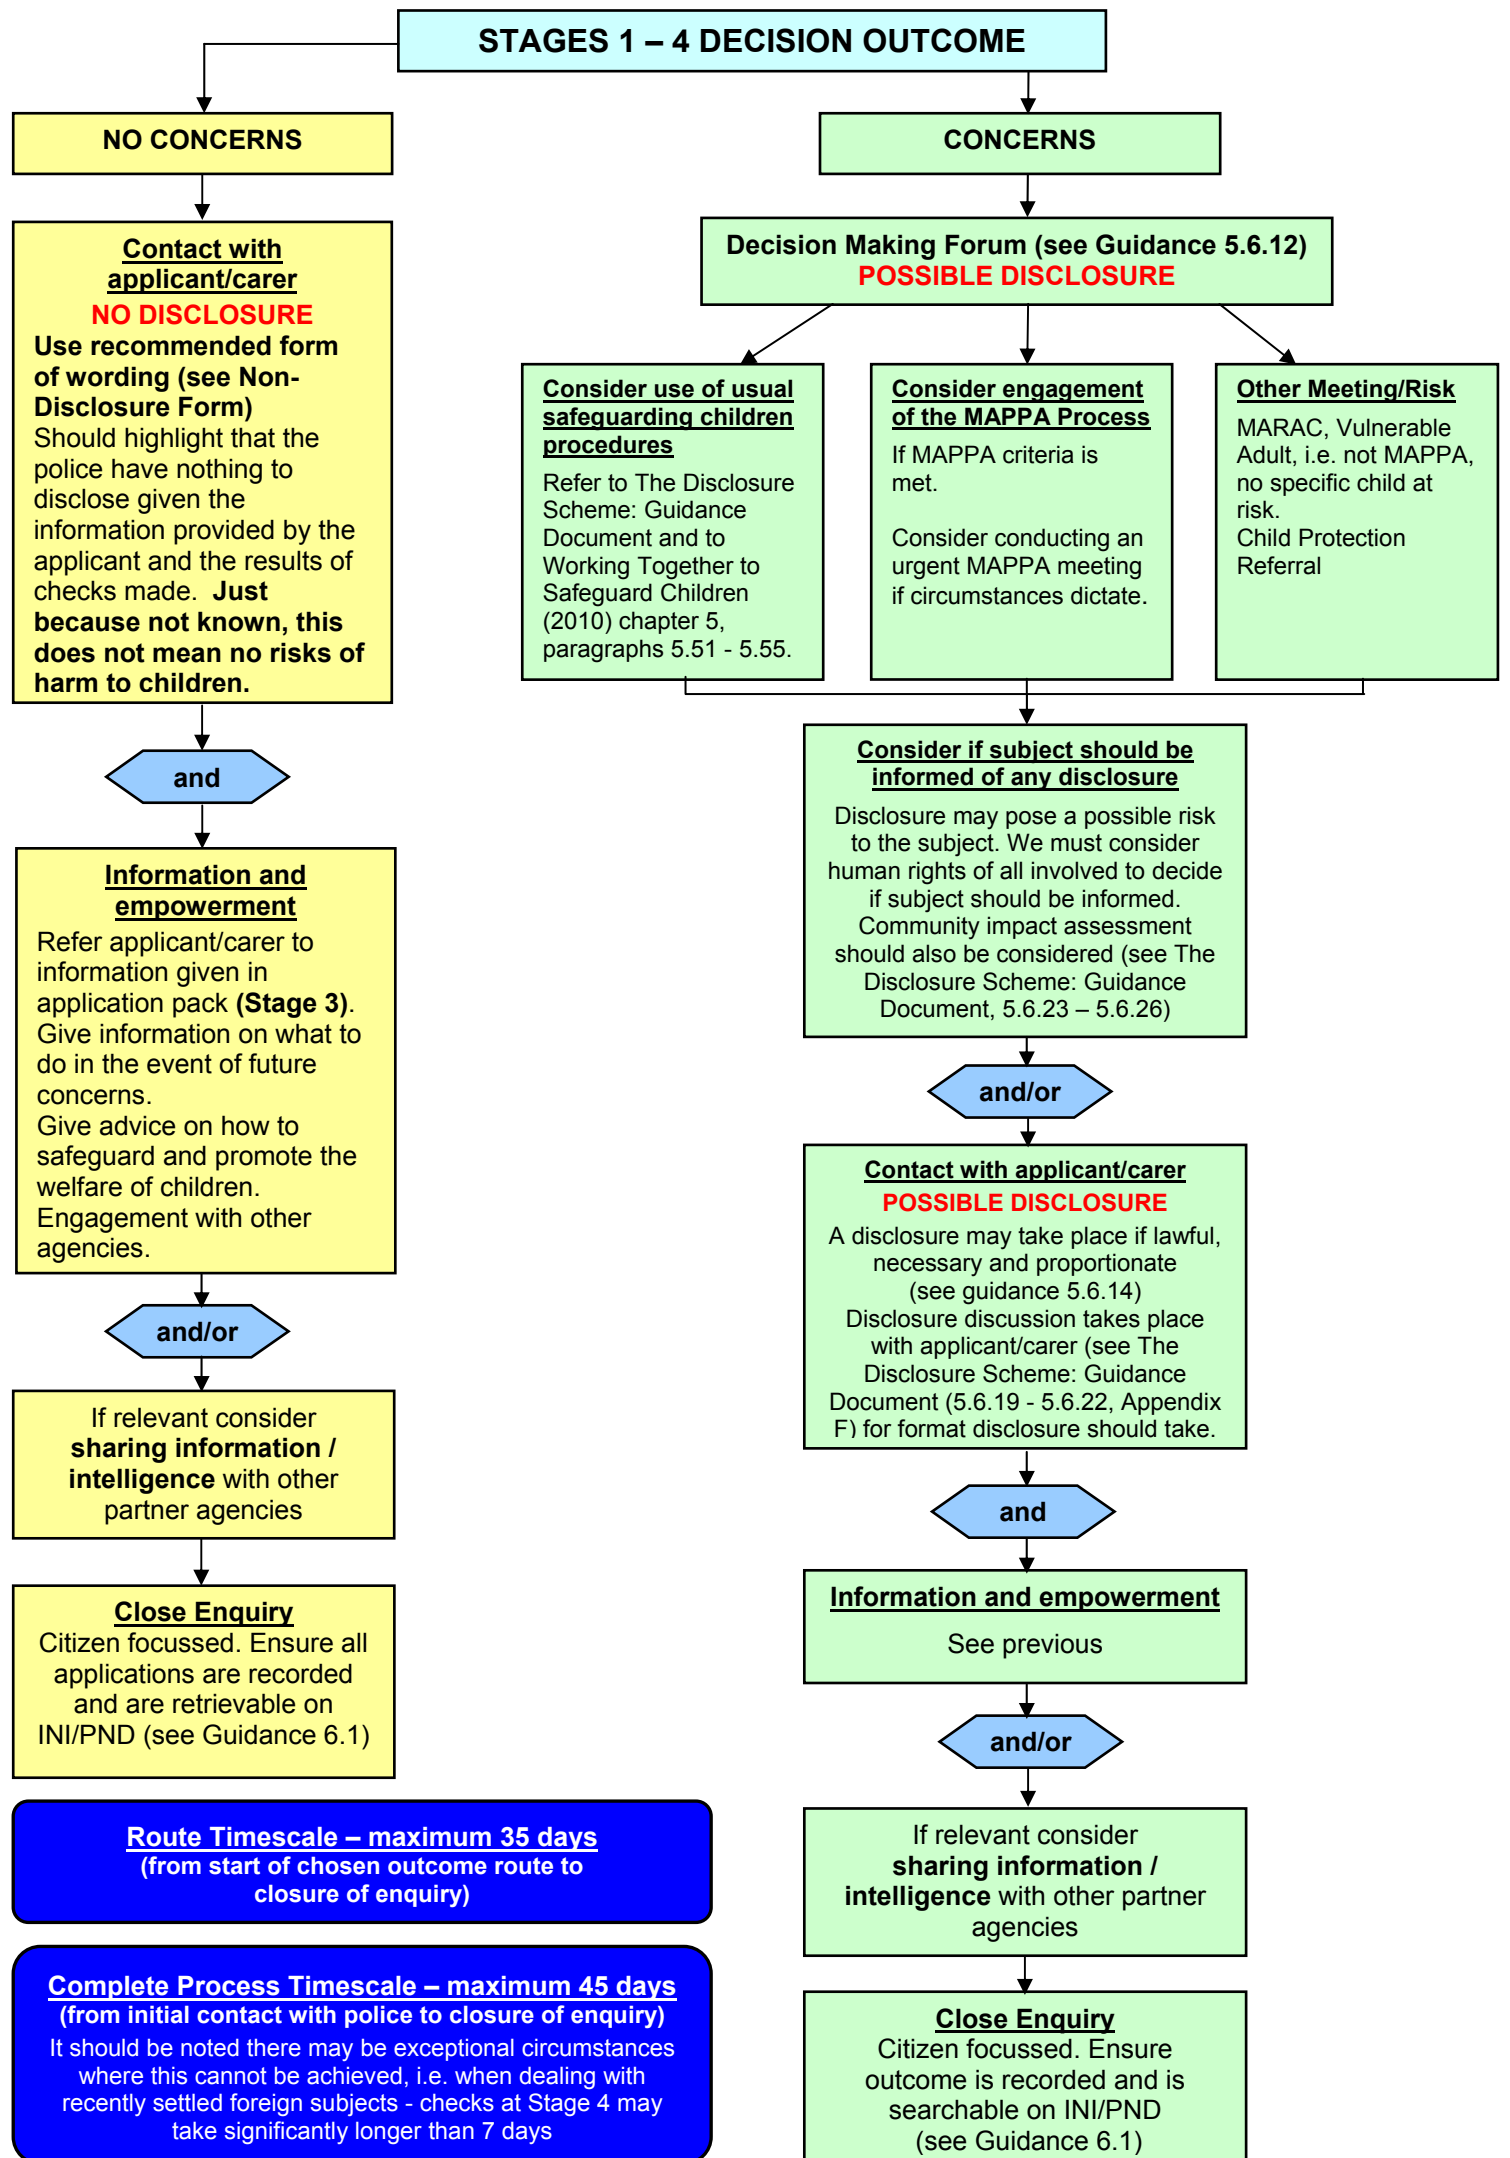 STAGES 1 – 4 DECISION OUTCOME
NO CONCERNS
Contact with
applicant/carer
NO DISCLOSURE
Use recommended form
of wording (see Non-
Disclosure Form)
Should highlight that the
police have nothing to
disclose given the
information provided by the
applicant and the results of
checks made.  Just
because not known, this
does not mean no risks of
harm to children.
and
Information and
empowerment
Refer applicant/carer to
information given in
application pack (Stage 3).
Give information on what to
do in the event of future
concerns.
Give advice on how to
safeguard and promote the
welfare of children.
Engagement with other
agencies.
and/or
If relevant consider
sharing information /
intelligence with other
partner agencies
Close Enquiry
Citizen focussed. Ensure all
applications are recorded
and are retrievable on
INI/PND (see Guidance 6.1)
CONCERNS
Decision Making Forum (see Guidance 5.6.12)
POSSIBLE DISCLOSURE
Consider use of usual
safeguarding children
procedures
Refer to The Disclosure
Scheme: Guidance
Document and to
Working Together to
Safeguard Children
(2010) chapter 5,
paragraphs 5.51 - 5.55.
Consider engagement
of the MAPPA Process
If MAPPA criteria is
met.
Consider conducting an
urgent MAPPA meeting
if circumstances dictate.
Other Meeting/Risk
MARAC, Vulnerable
Adult, i.e. not MAPPA,
no specific child at
risk.
Child Protection
Referral
Consider if subject should be
informed of any disclosure
Disclosure may pose a possible risk
to the subject. We must consider
human rights of all involved to decide
if subject should be informed.
Community impact assessment
should also be considered (see The
Disclosure Scheme: Guidance
Document, 5.6.23 – 5.6.26)
and/or
Contact with applicant/carer
POSSIBLE DISCLOSURE
A disclosure may take place if lawful,
necessary and proportionate
(see guidance 5.6.14)
Disclosure discussion takes place
with applicant/carer (see The
Disclosure Scheme: Guidance
Document (5.6.19 - 5.6.22, Appendix
F) for format disclosure should take.
and
Information and empowerment
See previous
and/or
If relevant consider
sharing information /
intelligence with other partner
agencies
Close Enquiry
Citizen focussed. Ensure
outcome is recorded and is
searchable on INI/PND
(see Guidance 6.1)
Route Timescale – maximum 35 days
(from start of chosen outcome route to
closure of enquiry)
Complete Process Timescale – maximum 45 days
(from initial contact with police to closure of enquiry)
It should be noted there may be exceptional circumstances
where this cannot be achieved, i.e. when dealing with
recently settled foreign subjects - checks at Stage 4 may
take significantly longer than 7 days